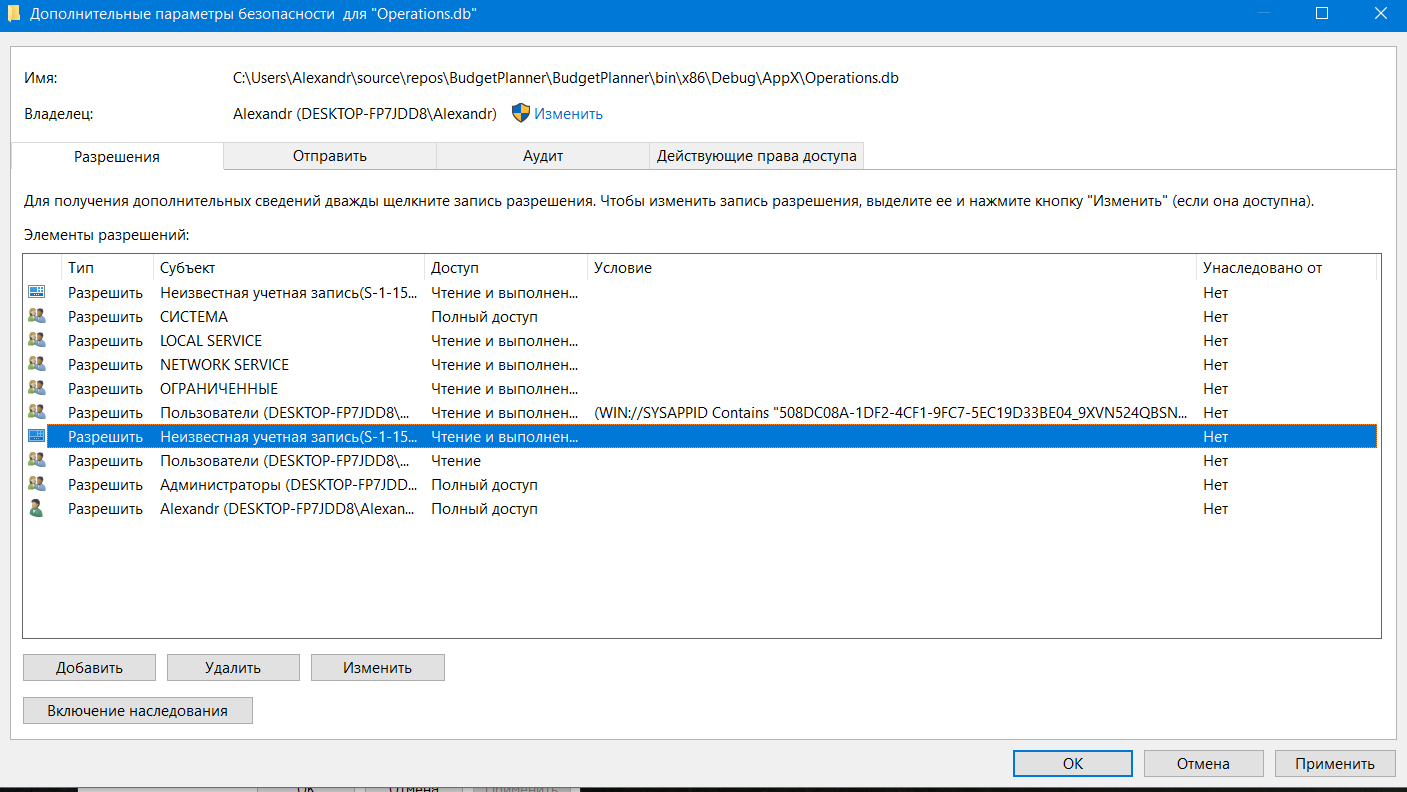 Дополнительные параметры безопасности для "Operations.db"
Имя: C:\Users\Alexandr\source\repos\BudgetPlanner\BudgetPlanner\bin\x86\Debug\AppX\Operations.db
Владелец: Alexandr (DESKTOP-FP7JDD8\Alexandr) Изменить
Разрешения Отправить Аудит Действующие права доступа
Для получения дополнительных сведений дважды щелкните запись разрешения. Чтобы изменить запись разрешения, выделите ее и нажмите кнопку "Изменить" (если она доступна).
Элементы разрешений:
Тип Субъект Доступ Условие Унаследовано от
Разрешить Неизвестная учетная запись(S-1-15... Чтение и выполнен... Нет
Разрешить СИСТЕМА Полный доступ Нет
Разрешить LOCAL SERVICE Чтение и выполнен... Нет
Разрешить NETWORK SERVICE Чтение и выполнен... Нет
Разрешить ОГРАНИЧЕННЫЕ Чтение и выполнен... Нет
Разрешить Пользователи (DESKTOP-FP7JDD8\... Чтение и выполнен... (WIN://SYSAPPID Contains "508DC08A-1DF2-4CF1-9FC7-5EC19D33BE04_9XVN524QBSN... Нет
Разрешить Неизвестная учетная запись(S-1-15... Чтение и выполнен... Нет
Разрешить Пользователи (DESKTOP-FP7JDD8\... Чтение Нет
Разрешить Администраторы (DESKTOP-FP7JDD... Полный доступ Нет
Разрешить Alexandr (DESKTOP-FP7JDD8\Alexan... Полный доступ Нет
Добавить Удалить Изменить
Включение наследования
ОК Отмена Применить
ОК Отмена Применить